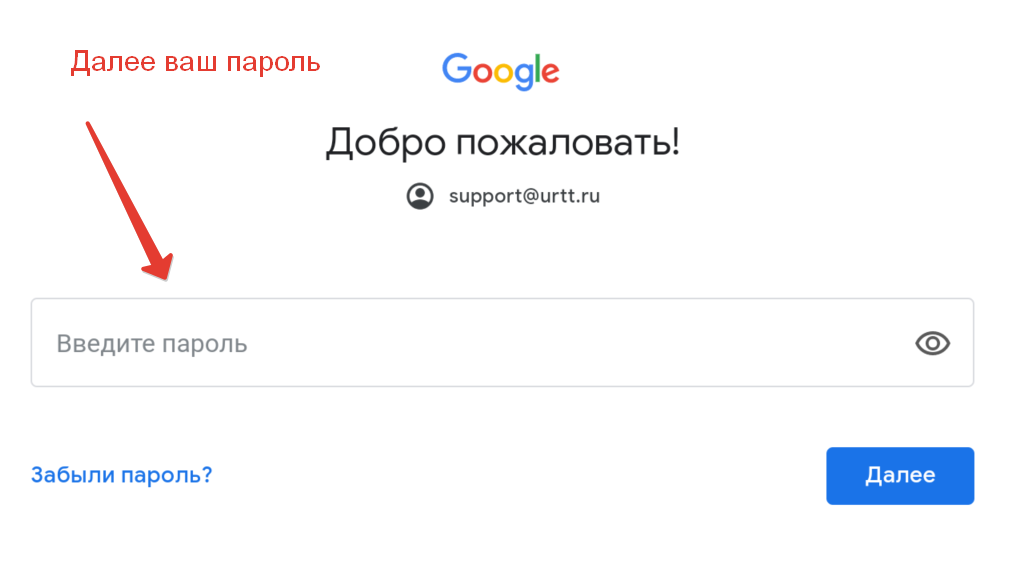 Далее ваш пароль
Google
Добро пожаловать!
support@urtt.ru
Введите пароль
Забыли пароль?
Далее